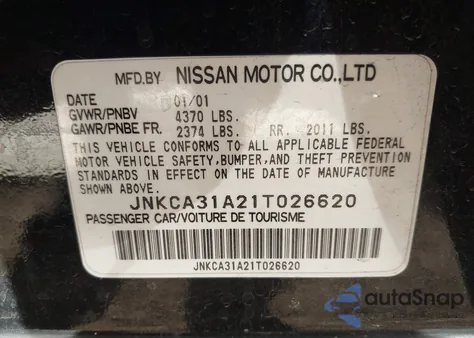 MFD.BY NISSAN MOTOR CO.,LTD
DATE 01/01
GVWR/PNBV 4370 LBS.
GAWR/PNBE FR. 2374 LBS. RR. 2011 LBS.
THIS VEHICLE CONFORMS TO ALL APPLICABLE FEDERAL
MOTOR VEHICLE SAFETY, BUMPER, AND THEFT PREVENTION
STANDARDS IN EFFECT ON THE DATE OF MANUFACTURE
SHOWN ABOVE.
JNKCA31A21T026620
PASSENGER CAR/VOITURE DE TOURISME
JNKCA31A21T026620
autoSnap